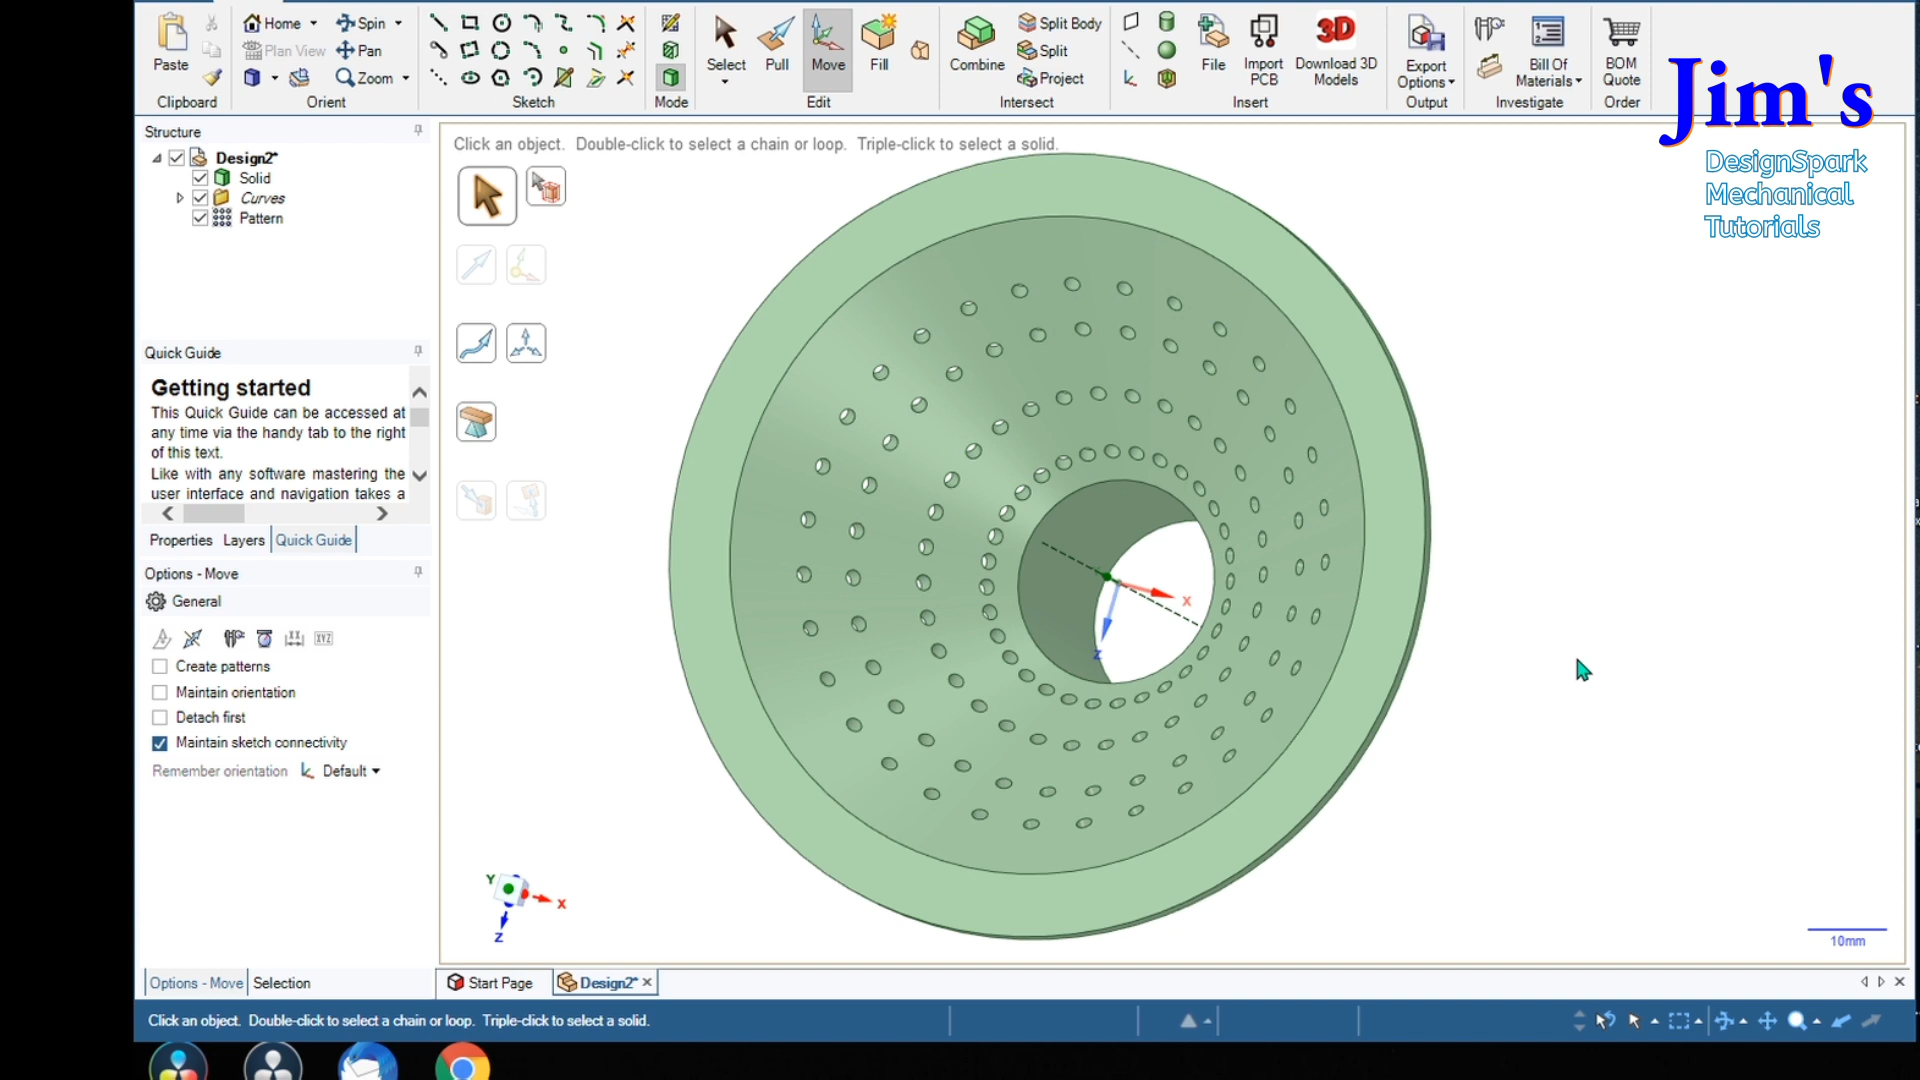 Paste
Clipboard
Home
Plan View
Spin
Pan
Zoom
Orient
Sketch
Mode
Select
Pull
Move
Fill
Edit
Combine
Split Body
Split
Project
Intersect
File
Import
PCB
Download 3D
Models
3D
Insert
Export
Options
Output
Bill Of
Materials
Investigate
BOM
Quote
Order
Jim's
DesignSpark
Mechanical
Tutorials
Structure
Design2*
Solid
Curves
Pattern
Quick Guide
Getting started
This Quick Guide can be accessed at
any time via the handy tab to the right
of this text.
Like with any software mastering the
user interface and navigation takes a
Properties
Layers
Quick Guide
Options - Move
General
XYZ
Create patterns
Maintain orientation
Detach first
Maintain sketch connectivity
Remember orientation
Default
Options - Move
Selection
Click an object. Double-click to select a chain or loop. Triple-click to select a solid.
X
Z
Y
X
Z
10mm
Start Page
Design2*
Click an object. Double-click to select a chain or loop. Triple-click to select a solid.